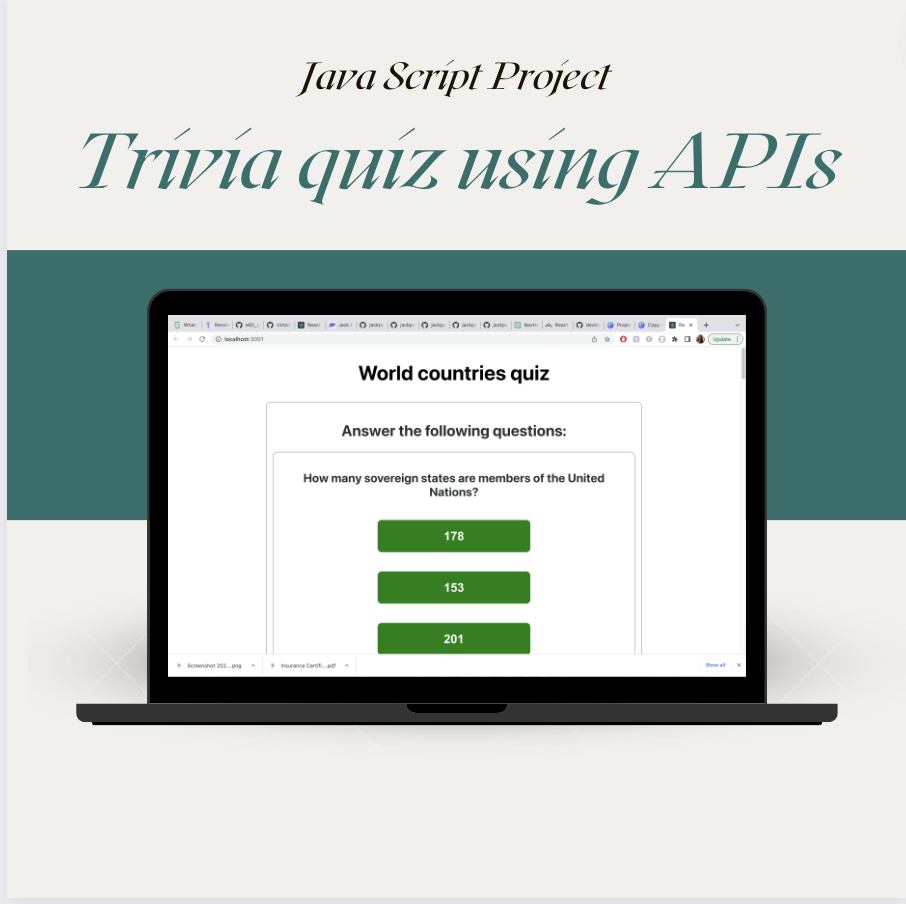 Java Script Project
Trivia quiz using APIs
localhost:3001
Update
World countries quiz
Answer the following questions:
How many sovereign states are members of the United
Nations?
178
153
201
Screenshot 202....png
Insurance Certifi....pdf
Show all